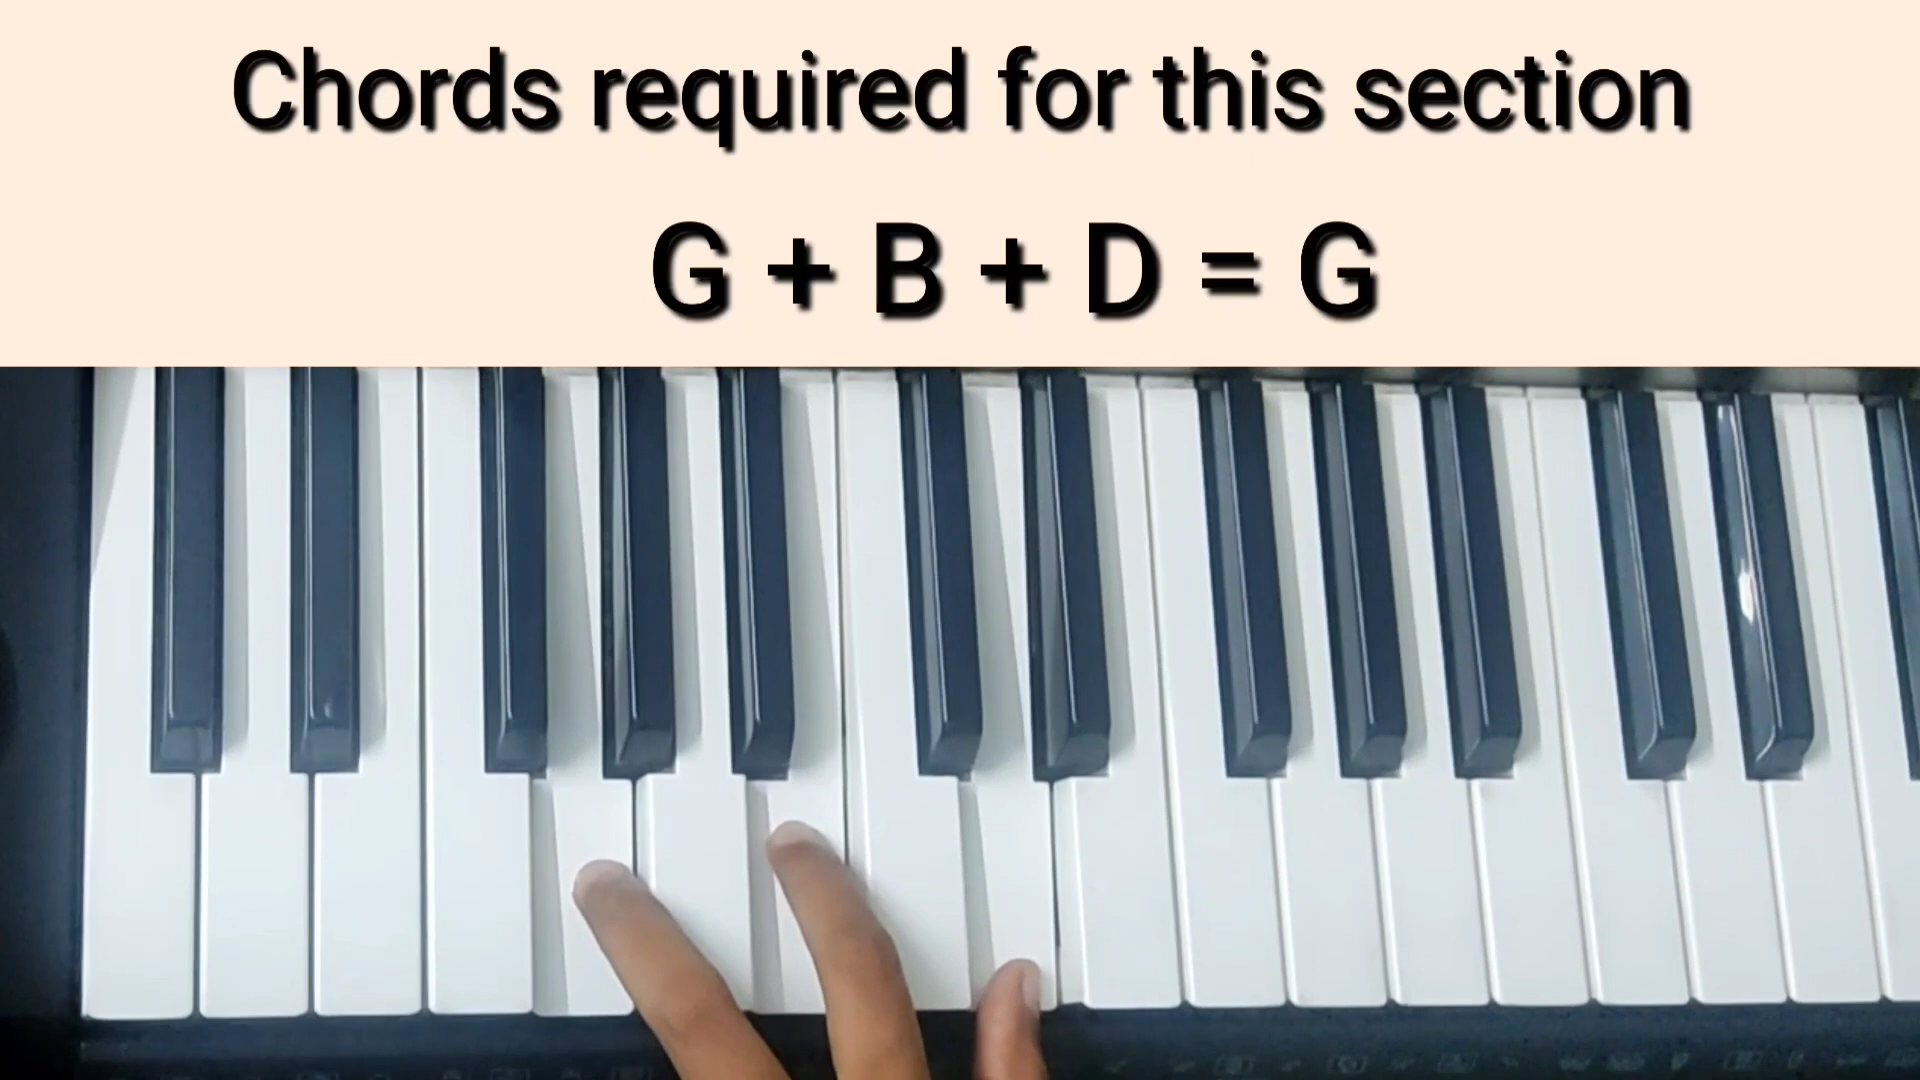 Chords required for this section
G + B + D = G